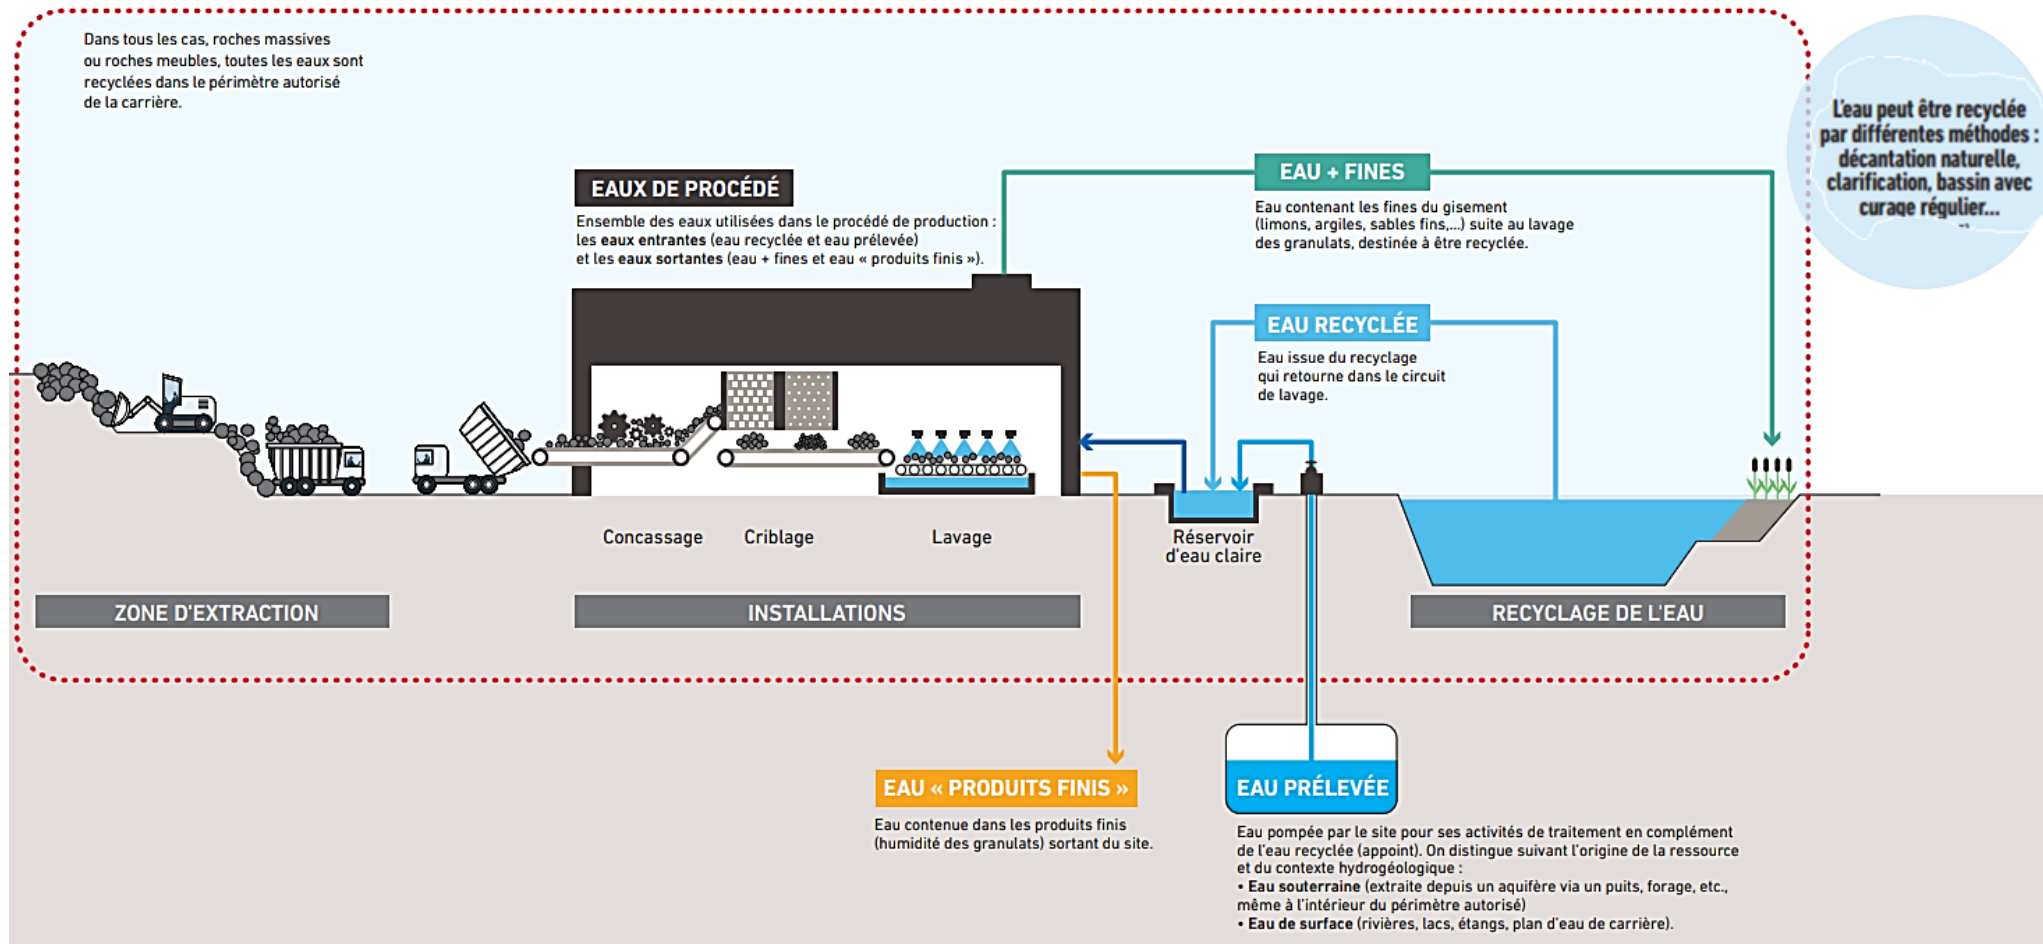 Dans tous les cas, roches massives
ou roches meubles, toutes les eaux sont
recyclées dans le périmètre autorisé
de la carrière.
L'eau peut être recyclée
par différentes méthodes :
décantation naturelle,
clarification, bassin avec
curage régulier...
EAUX DE PROCÉDÉ
Ensemble des eaux utilisées dans le procédé de production :
les eaux entrantes (eau recyclée et eau prélevée)
et les eaux sortantes (eau + fines et eau « produits finis »).
EAU + FINES
Eau contenant les fines du gisement
(limons, argiles, sables fins,...) suite au lavage
des granulats, destinée à être recyclée.
EAU RECYCLÉE
Eau issue du recyclage
qui retourne dans le circuit
de lavage.
Concassage
Criblage
Lavage
Réservoir
d'eau claire
ZONE D'EXTRACTION
INSTALLATIONS
RECYCLAGE DE L'EAU
EAU « PRODUITS FINIS »
Eau contenue dans les produits finis
(humidité des granulats) sortant du site.
EAU PRÉLEVÉE
Eau pompée par le site pour ses activités de traitement en complément
de l'eau recyclée (appoint). On distingue suivant l'origine de la ressource
et du contexte hydrogéologique :
• Eau souterraine (extraite depuis un aquifère via un puits, forage, etc.,
même à l'intérieur du périmètre autorisé)
• Eau de surface (rivières, lacs, étangs, plan d'eau de carrière).